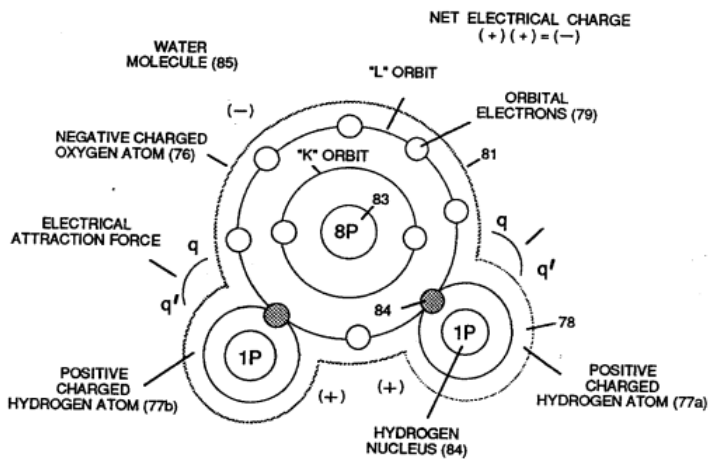 NET ELECTRICAL CHARGE
(+) (+) = (−)
WATER
MOLECULE (85)
"L" ORBIT
(−)
ORBITAL
ELECTRONS (79)
NEGATIVE CHARGED
OXYGEN ATOM (76)
"K" ORBIT
81
83
8P
ELECTRICAL
ATTRACTION FORCE
q
q'
q
q'
84
78
1P
1P
POSITIVE
CHARGED
HYDROGEN ATOM (77b)
(+)
(+)
POSITIVE
CHARGED
HYDROGEN ATOM (77a)
HYDROGEN
NUCLEUS (84)